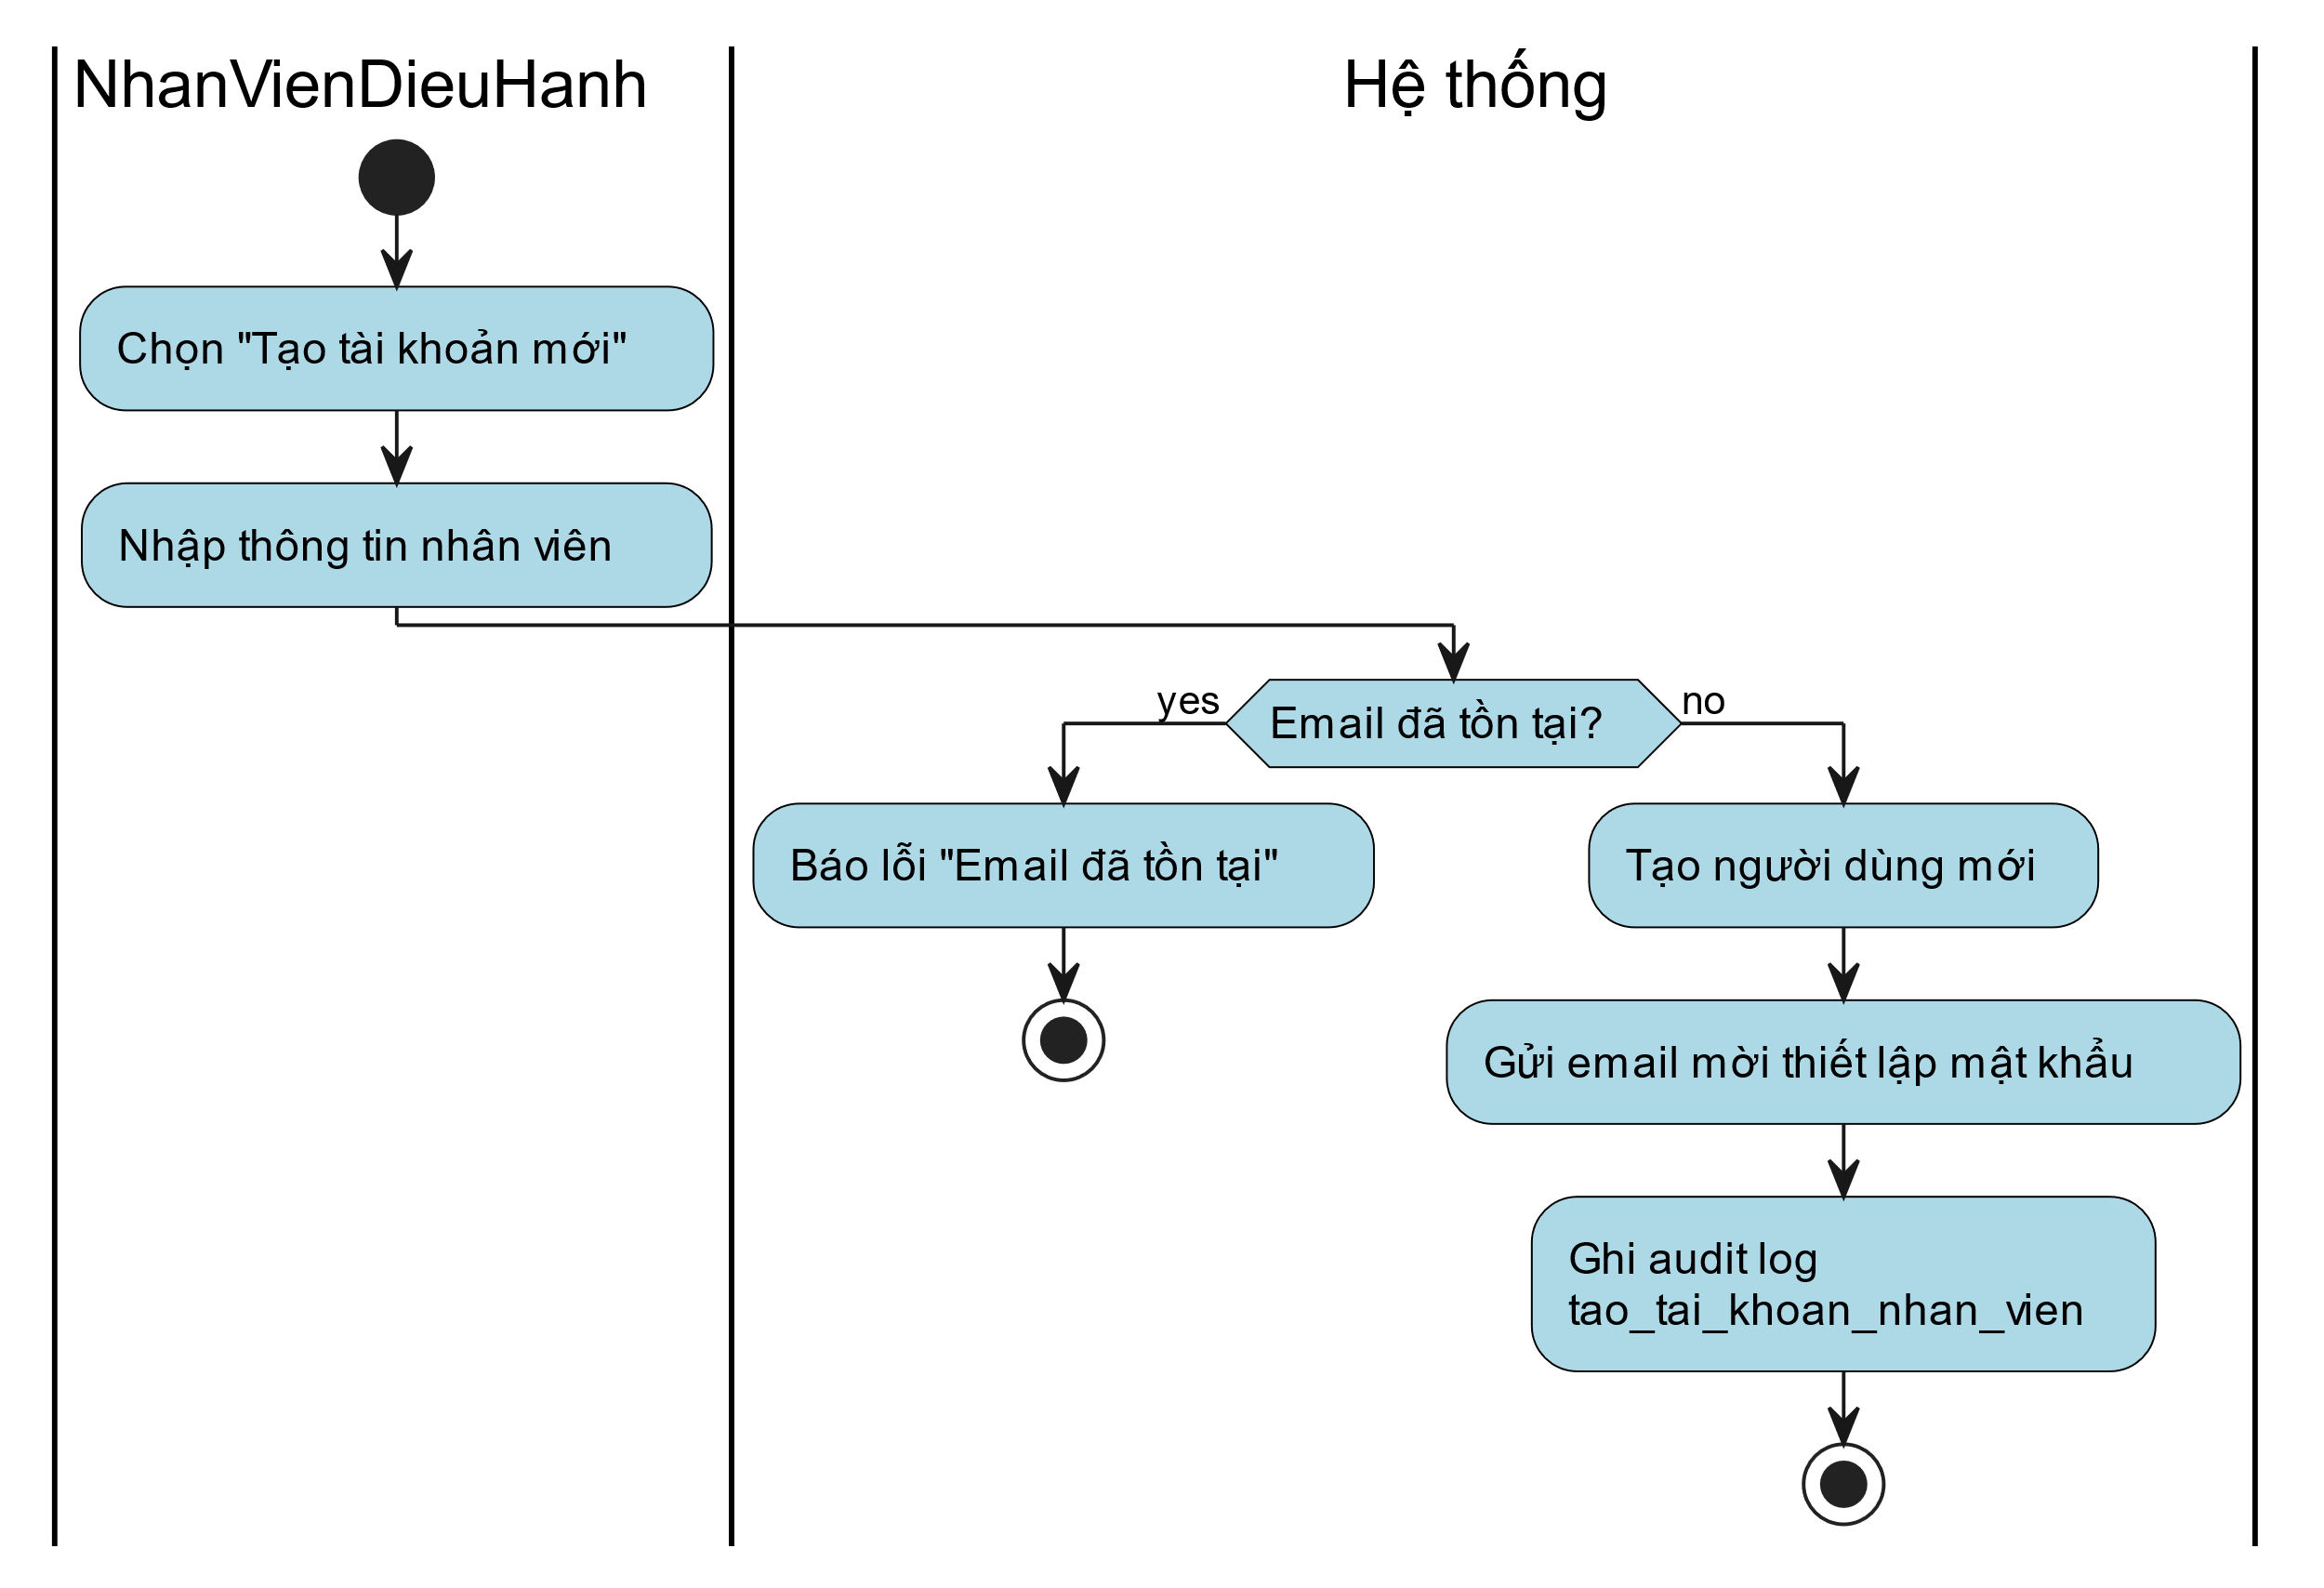 NhanVienDieuHanh
Hệ thống
Chọn "Tạo tài khoản mới"
Nhập thông tin nhân viên
yes
Email đã tồn tại?
no
Báo lỗi "Email đã tồn tại"
Tạo người dùng mới
Gửi email mời thiết lập mật khẩu
Ghi audit log
tao_tai_khoan_nhan_vien